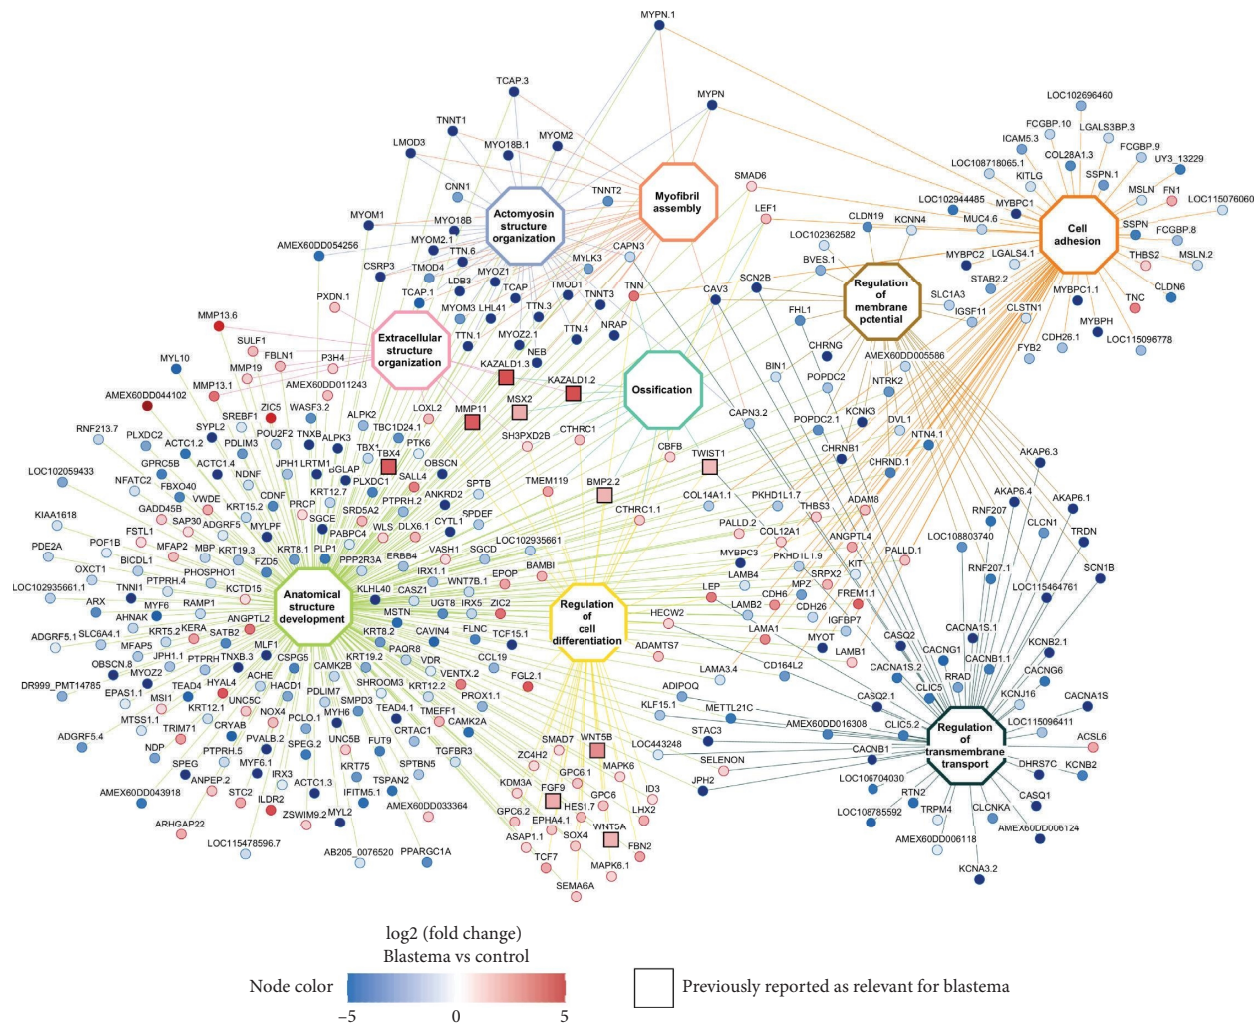 MYPN.1
TCAP.3
MYPN
LOC102696460
TNNT1
MYOM2
FCGBP.10
LGALS3BP.3
LMOD3
MYO18B.1
ICAM5.3
FCGBP.9
COL28A1.3
UY3_13229
LOC108718065.1
SSPN.1
SMAD6
KITLG
MSLN
FN1
CNN1
TNNT2
Myofibril
assembly
LOC102944485
MYBPC1
LOC115076060
LEF1
MYOM1
MYO18B
Actomyosin
structure
organization
CLDN19
KCNN4
MUC4.6
Cell
adhesion
SSPN
FCGBP.8
AMEX60DD054256
MYOM2.1
CAPN3
LOC102362582
THBS2
TTN.6
MYLK3
BVES.1
MYBPC2
LGALS4.1
MSLN.2
CSRP3
TMOD4
MYOZ1
SCN2B
Regulation
of
membrane
potential
STAB2.2
LDB3
TCAP
TMOD1
TNN
CAV3
MYBPC1.1
CLDN6
PXDN.1
TCAP.1
TNNT3
SLC1A3
CLSTN1
TNC
MMP13.6
MYOM3
LHL41
TTN.3
FHL1
IGSF11
MYBPH
Extracellular
structure
organization
TTN.1
MYOZ2.1
TTN.4
NRAP
CDH26.1
LOC115096778
SULF1
FBLN1
CHRNG
FYB2
MYL10
MMP19
P3H4
KAZALD1.3
NEB
AMEX60DD005586
MMP13.1
AMEX60DD011243
KAZALD1.2
Ossification
BIN1
POPDC2
NTRK2
AMEX60DD044102
ZIC5
WASF3.2
LOXL2
MMP11
MSX2
CAPN3.2
POPDC2.1
KCNK3
DVL1
RNF213.7
PLXDC2
SYPL2
SREBF1
POU2F2
ALPK2
TBC1D24.1
SH3PXD2B
CTHRC1
CHRNB1
NTN4.1
ACTC1.2
PDLIM3
TNXB
ALPK3
TBX1
PTK6
CBFB
TWIST1
CHRND.1
AKAP6.3
LOC102059433
GPRC5B
ACTC1.4
NDNF
JPH1
LRTM1
BGLAP
TBX4
OBSCN
NFATC2
FBXO40
PLXDC1
SALL4
SPTB
TMEM119
BMP2.2
COL14A1.1
PKHD1L1.7
ADAM8
AKAP6.4
AKAP6.1
VWDE
CDNF
KRT12.7
PTPRH.2
ANKRD2
THBS3
RNF207
KIAA1618
GADD45B
KRT15.2
PRCP
SRD5A2
SPDEF
CTHRC1.1
PALLD.2
COL12A1
CLCN1
FSTL1
SAP30
ADGRF5
MYLPF
SGCE
WLS
DLX6.1
CYTL1
ANGPTL4
LOC108803740
TRDN
PDE2A
POF1B
MFAP2
MBP
KRT19.3
KRT8.1
PLP1
PABPC4
VASH1
SGCD
LOC102935661
MYBPC3
PKHD1L1.9
PALLD.1
BICDL1
FZD5
PPP2R3A
ERBB4
BAMBI
LAMB4
KIT
RNF207.1
SCN1B
OXCT1
PTPRH.4
PHOSPHO1
IRX1.1
WNT7B.1
EPOP
LEP
MPZ
SRPX2
LOC115464761
LOC102935661.1
TNNI1
KCTD15
Anatomical
structure
development
KLHL40
CASZ1
Regulation
of
cell
differentiation
LAMB2
CDH6
FREM1.1
ARX
MYF6
RAMP1
ANGPTL2
MSTN
UGT8
IRX5
ZIC2
HECW2
CDH26
IGFBP7
AHNAK
KERA
SATB2
KRT8.2
CAVIN4
FLNC
TCF15.1
LAMA1
MYOT
CASQ2
CACNA1S.1
ADGRF5.1
SLC6A4.1
KRT5.2
MLF1
PAQR8
ADAMTS7
LAMB1
CACNG1
KCNB2.1
MFAP5
JPH1.1
PTPRH
TNXB.3
CSPG5
KRT19.2
VDR
CCL19
LAMA3.4
CD164L2
CACNA1S.2
CACNB1.1
OBSCN.8
MYOZ2
ACHE
CAMK2B
VENTX.2
FGL2.1
ADIPOQ
RRAD
CACNG6
DR999_PMT14785
TEAD4
HYAL4
HACD1
SHROOM3
KRT12.2
PROX1.1
CASQ2.1
CLIC5
KCNJ16
CACNA1S
EPAS1.1
MSI1
UNC5C
PDLIM7
SMPD3
TMEFF1
KLF15.1
METTL21C
MTSS1.1
KRT12.1
NOX4
PCLO.1
MYH6
TEAD4.1
CAMK2A
AMEX60DD016308
CLIC5.2
LOC115096411
ADGRF5.4
TRIM71
CRYAB
CRTAC1
STAC3
Regulation
of
transmembrane
transport
ACSL6
NDP
PTPRH.5
PVALB.2
SPEG.2
UNC5B
FUT9
TGFBR3
SMAD7
WNT5B
LOC443248
CACNB1
SPEG
MYF6.1
SPTBN5
ZC4H2
MAPK6
SELENON
DHRS7C
KCNB2
ANPEP.2
IRX3
ACTC1.3
KRT75
TSPAN2
KDM3A
GPC6.1
JPH2
LOC106704030
AMEX60DD043918
STC2
ILDR2
IFITM5.1
FGF9
GPC6
ID3
RTN2
CASQ1
AMEX60DD033364
HES1.7
LHX2
TRPM4
CLCNKA
ARHGAP22
ZSWIM9.2
MYL2
GPC6.2
EPHA4.1
WNT5A
LOC108785592
AMEX60DD006124
LOC115478596.7
ASAP1.1
SOX4
FBN2
AMEX60DD006118
AB205_0076520
PPARGC1A
TCF7
MAPK6.1
KCNA3.2
SEMA6A
log2 (fold change)
Blastema vs control
Node color
Previously reported as relevant for blastema
−5
0
5